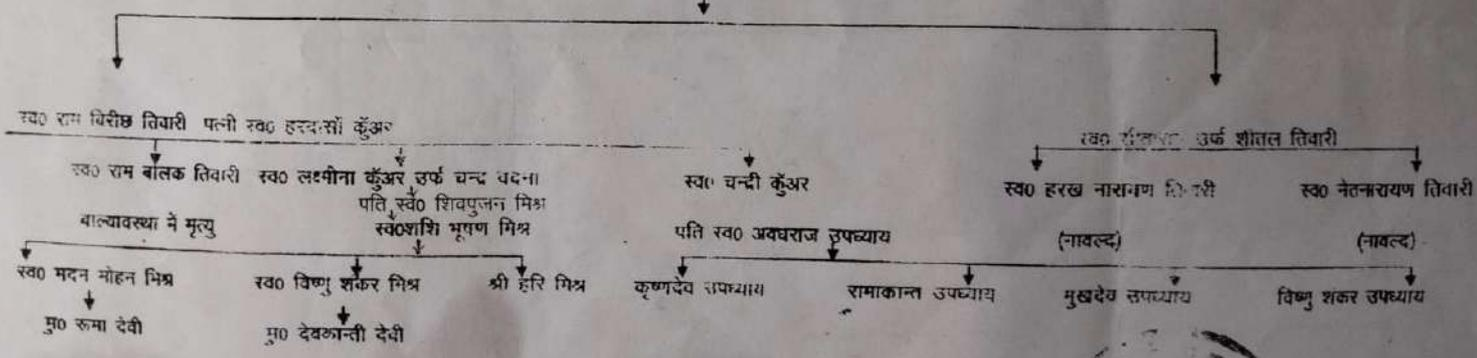 स्व0 राम बिरीछ तिवारी पत्नी स्व0 कुँअर
स्व0 उर्फ शीतल तिवारी
स्व0 राम बालक तिवारी स्व0 लक्ष्मीना कुँअर उर्फ चन्द्र वदना
स्व0 चन्द्री कुँअर
स्व0 हरख नारायण
स्व0 नेतनारायण तिवारी
पति स्व0 शिवपुजन मिश्र
बाल्यावस्था में मृत्यु
स्व0शशि भूषण मिश्र
पति स्व0 अवधराज उपध्याय
(नावल्द)
(नावल्द)
स्व0 मदन मोहन मिश्र
स्व0 विष्णु शंकर मिश्र
श्री हरि मिश्र
कृष्णदेव उपध्याय
रामाकान्त उपध्याय
मुखदेव उपध्याय
विष्णु शंकर उपध्याय
मु0 रूमा देवी
मु0 देवकान्ती देवी